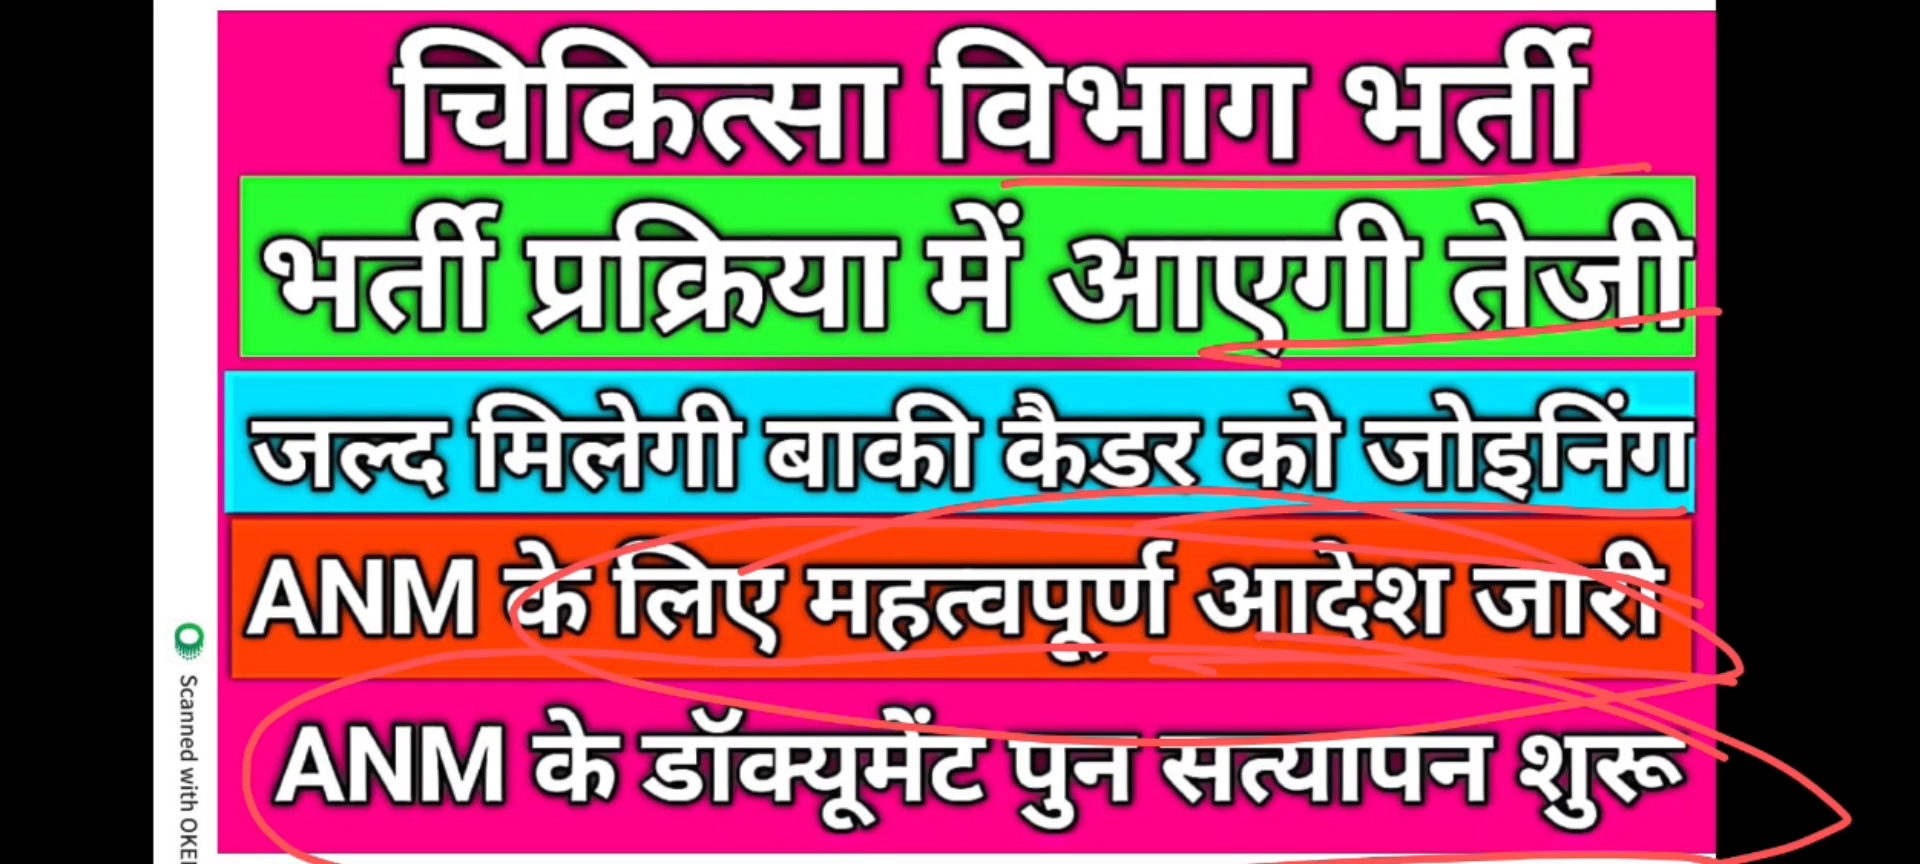 चिकित्सा विभाग भर्ती
भर्ती प्रक्रिया में आएगी तेजी
जल्द मिलेगी बाकी कैडर को जोइनिंग
ANM के लिए महत्वपूर्ण आदेश जारी
ANM के डॉक्यूमेंट पुन सत्यापन शुरू
Scanned with OKEN